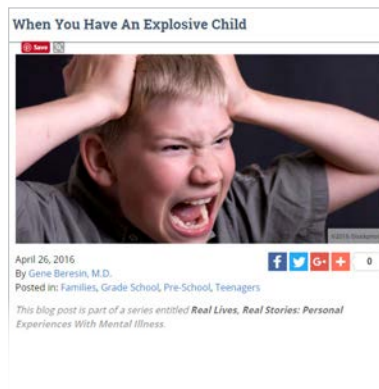 When You Have An Explosive Child
Save
April 26, 2016
By Gene Beresin, M.D.
0
Posted in: Families, Grade School, Pre-School, Teenagers
This blog post is part of a series entitled Real Lives, Real Stories: Personal
Experiences With Mental Illness.